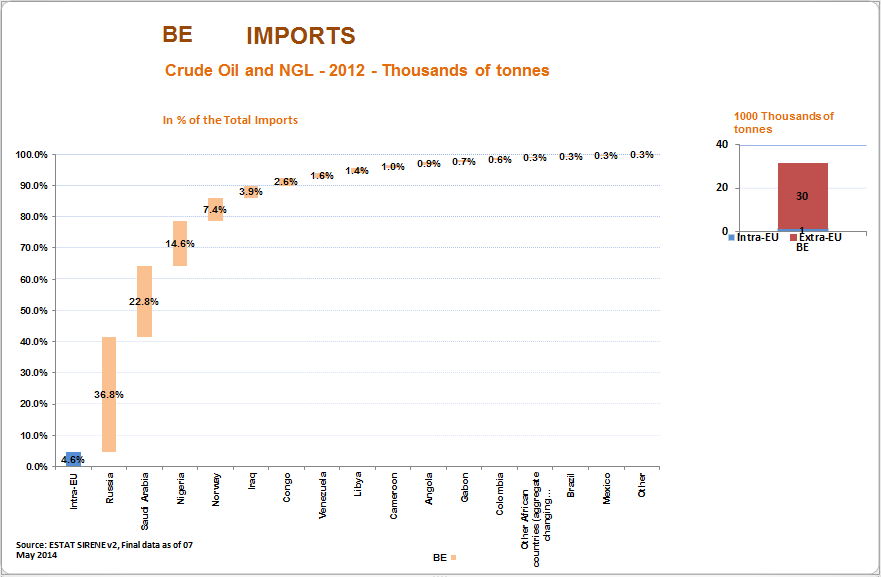 BE IMPORTS
Crude Oil and NGL - 2012 - Thousands of tonnes
In % of the Total Imports
1000 Thousands of
tonnes
100.0%
90.0%
80.0%
70.0%
60.0%
50.0%
40.0%
30.0%
20.0%
10.0%
0.0%
4.6%
36.8%
22.8%
14.6%
7.4%
3.9%
2.6%
1.6%
1.4%
1.0%
0.9%
0.7%
0.6%
0.3%
0.3%
0.3%
0.3%
Intra-EU
Russia
Saudi Arabia
Nigeria
Norway
Iraq
Congo
Venezuela
Libya
Cameroon
Angola
Gabon
Colombia
Other African
countries (aggregate
changing...
Brazil
Mexico
Other
BE
40
20
0
30
1
Intra-EU Extra-EU
BE
Source: ESTAT SIRENE v2, Final data as of 07
May 2014